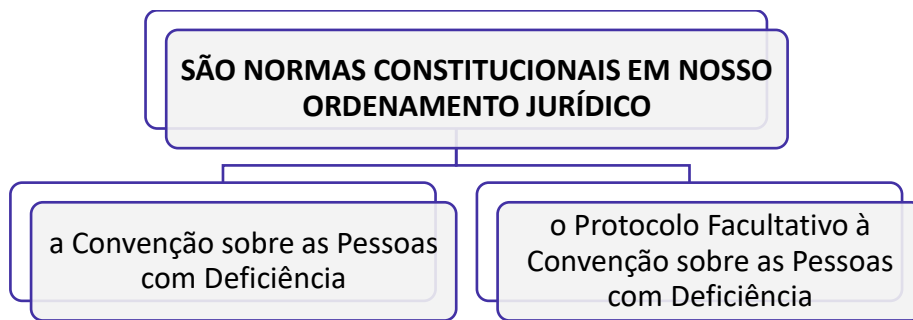 SÃO NORMAS CONSTITUCIONAIS EM NOSSO
ORDENAMENTO JURÍDICO
a Convenção sobre as Pessoas
com Deficiência
o Protocolo Facultativo à
Convenção sobre as Pessoas
com Deficiência